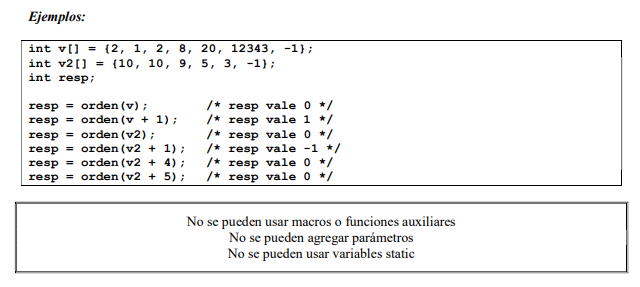 Ejemplos:
int v[] = {2, 1, 2, 8, 20, 12343, -1};
int v2[] = {10, 10, 9, 5, 3, -1};
int resp;
resp = orden(v); /* resp vale 0 */
resp = orden(v + 1); /* resp vale 1 */
resp = orden(v2); /* resp vale 0 */
resp = orden(v2 + 1); /* resp vale -1 */
resp = orden(v2 + 4); /* resp vale 0 */
resp = orden(v2 + 5); /* resp vale 0 */
No se pueden usar macros o funciones auxiliares
No se pueden agregar parámetros
No se pueden usar variables static